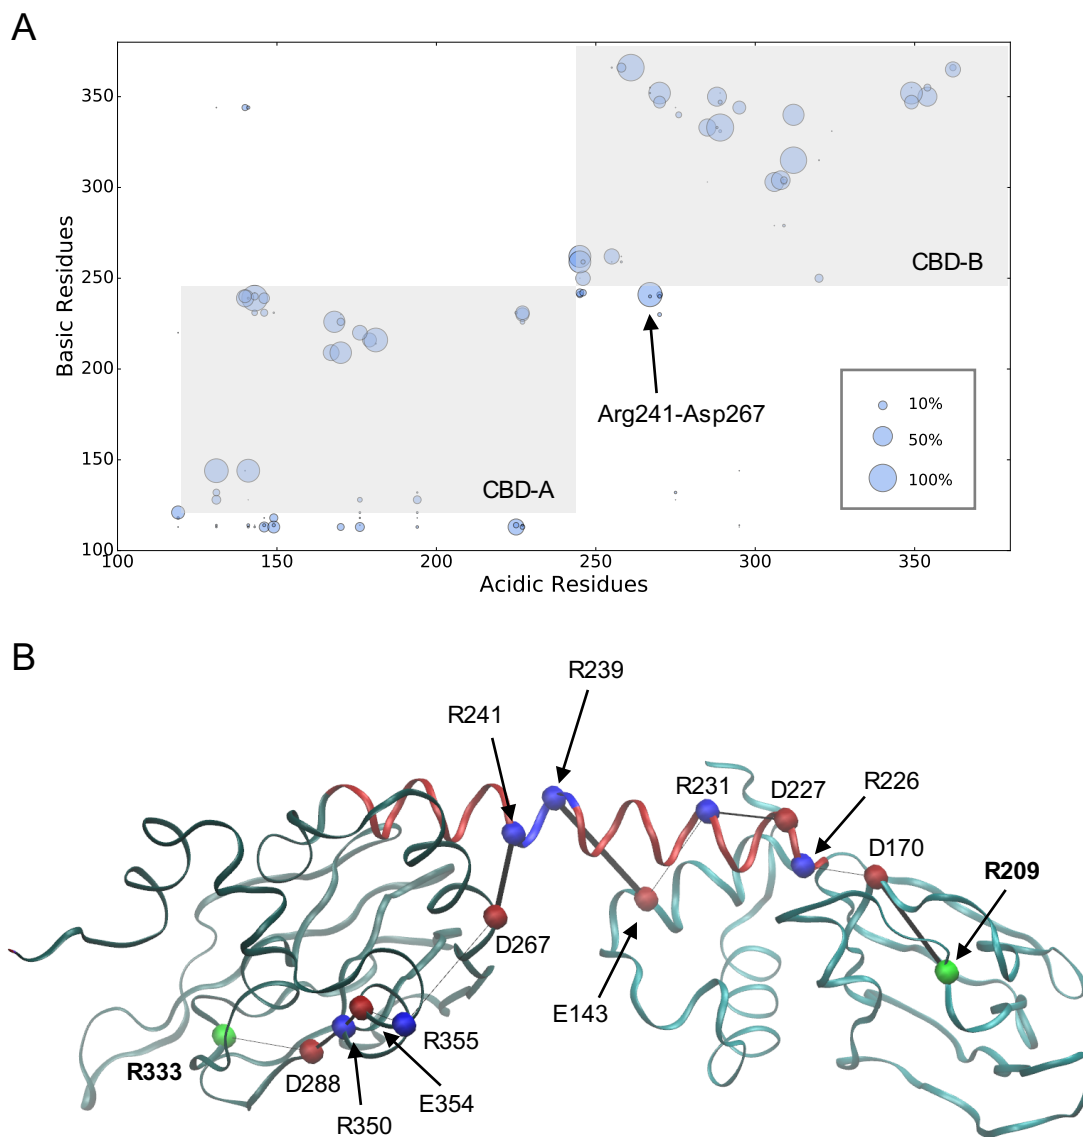 A
350
300
250
200
150
100
100
150
200
250
300
350
Basic Residues
Acidic Residues
CBD-B
CBD-A
Arg241-Asp267
10%
50%
100%
B
R239
R241
R231
D227
R226
D170
R209
D267
E143
R355
R333
D288
E354
R350